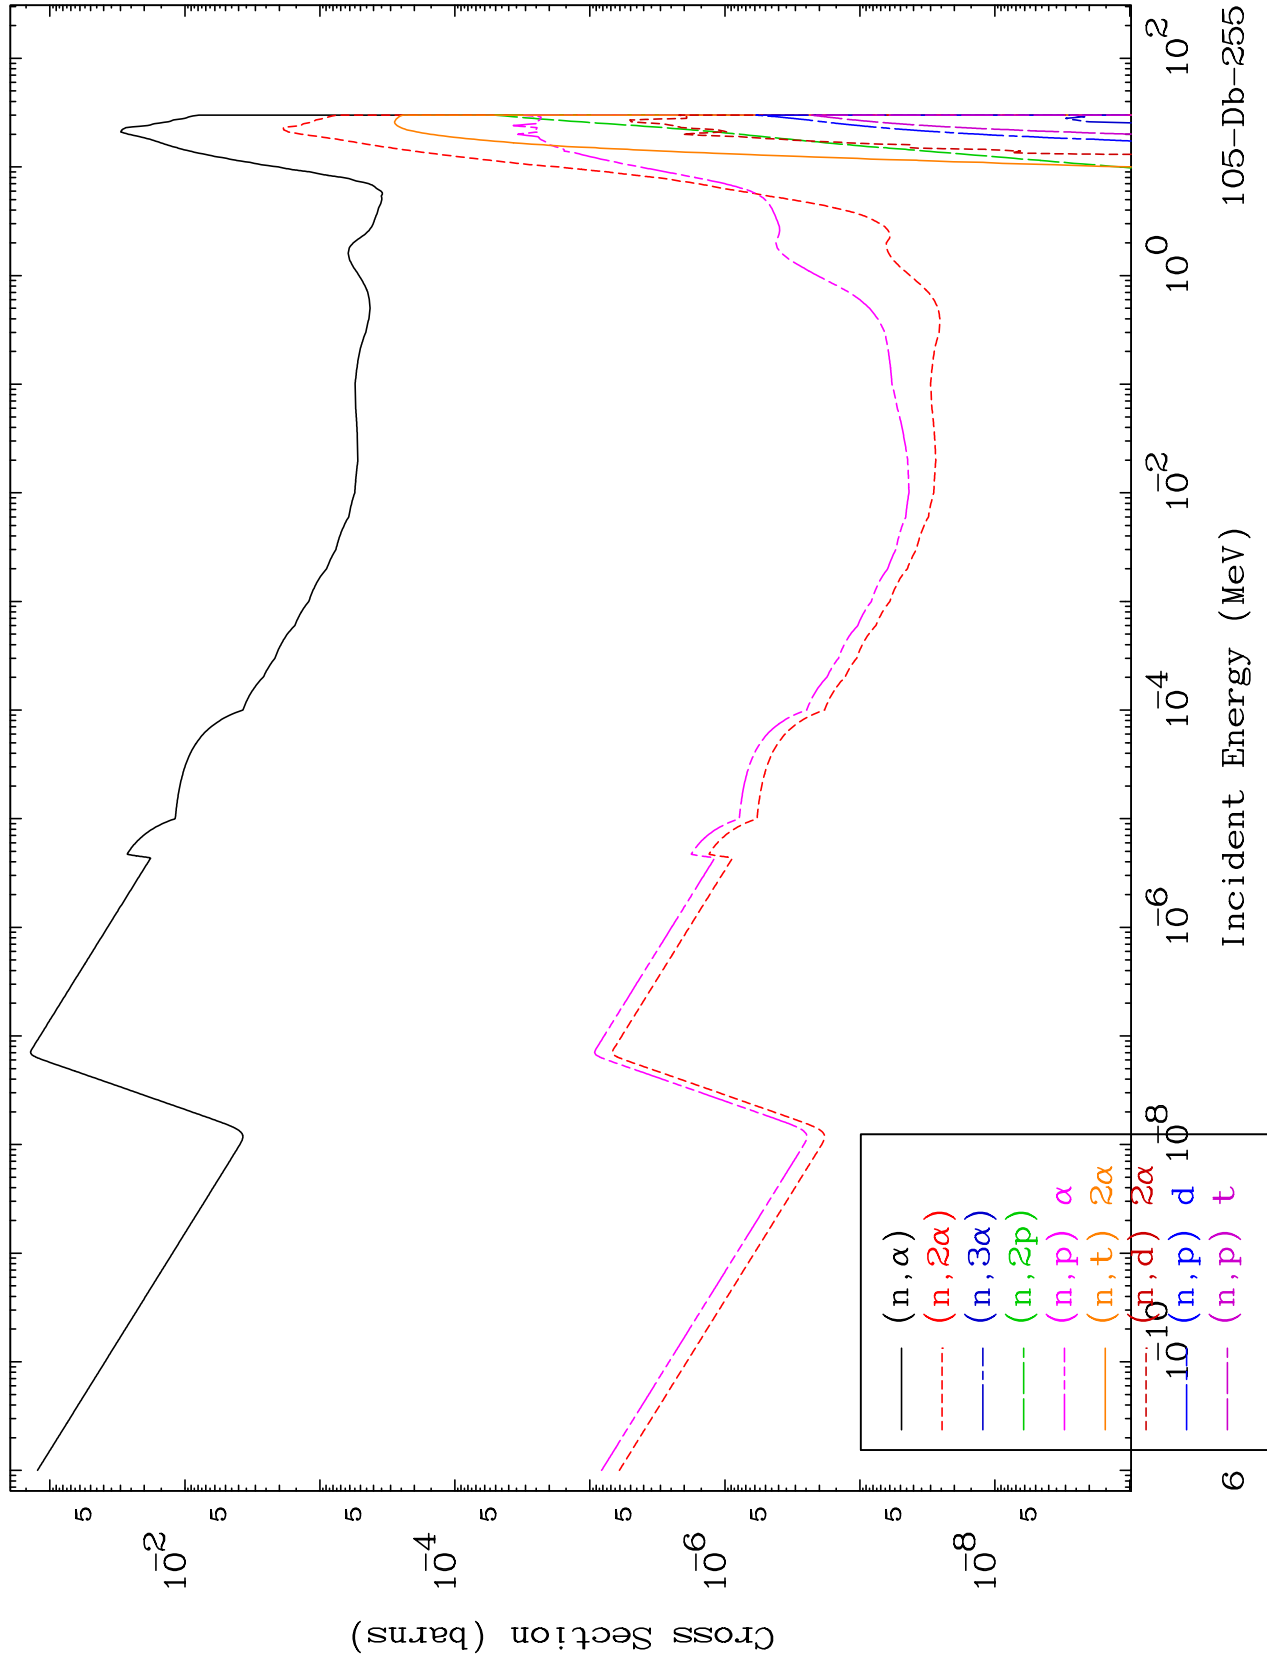 Cross Section (barns)
10−2
10−4
10−6
10−8
5
5
5
5
5
5
5
5
10−10
10−8
10−6
10−4
10−2
10 0
10 2
Incident Energy (MeV)
6
105−Db−255
(n,α)
(n,2α)
(n,3α)
(n,2p)
(n,p) α
(n,t) 2α
(n,d) 2α
(n,p) d
(n,p) t